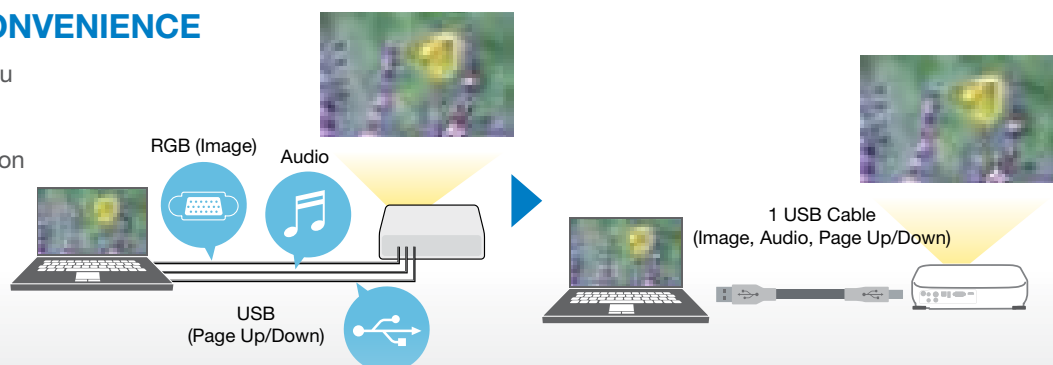 ONVENIENCE
u
on
RGB (Image)
Audio
USB
(Page Up/Down)
1 USB Cable
(Image, Audio, Page Up/Down)